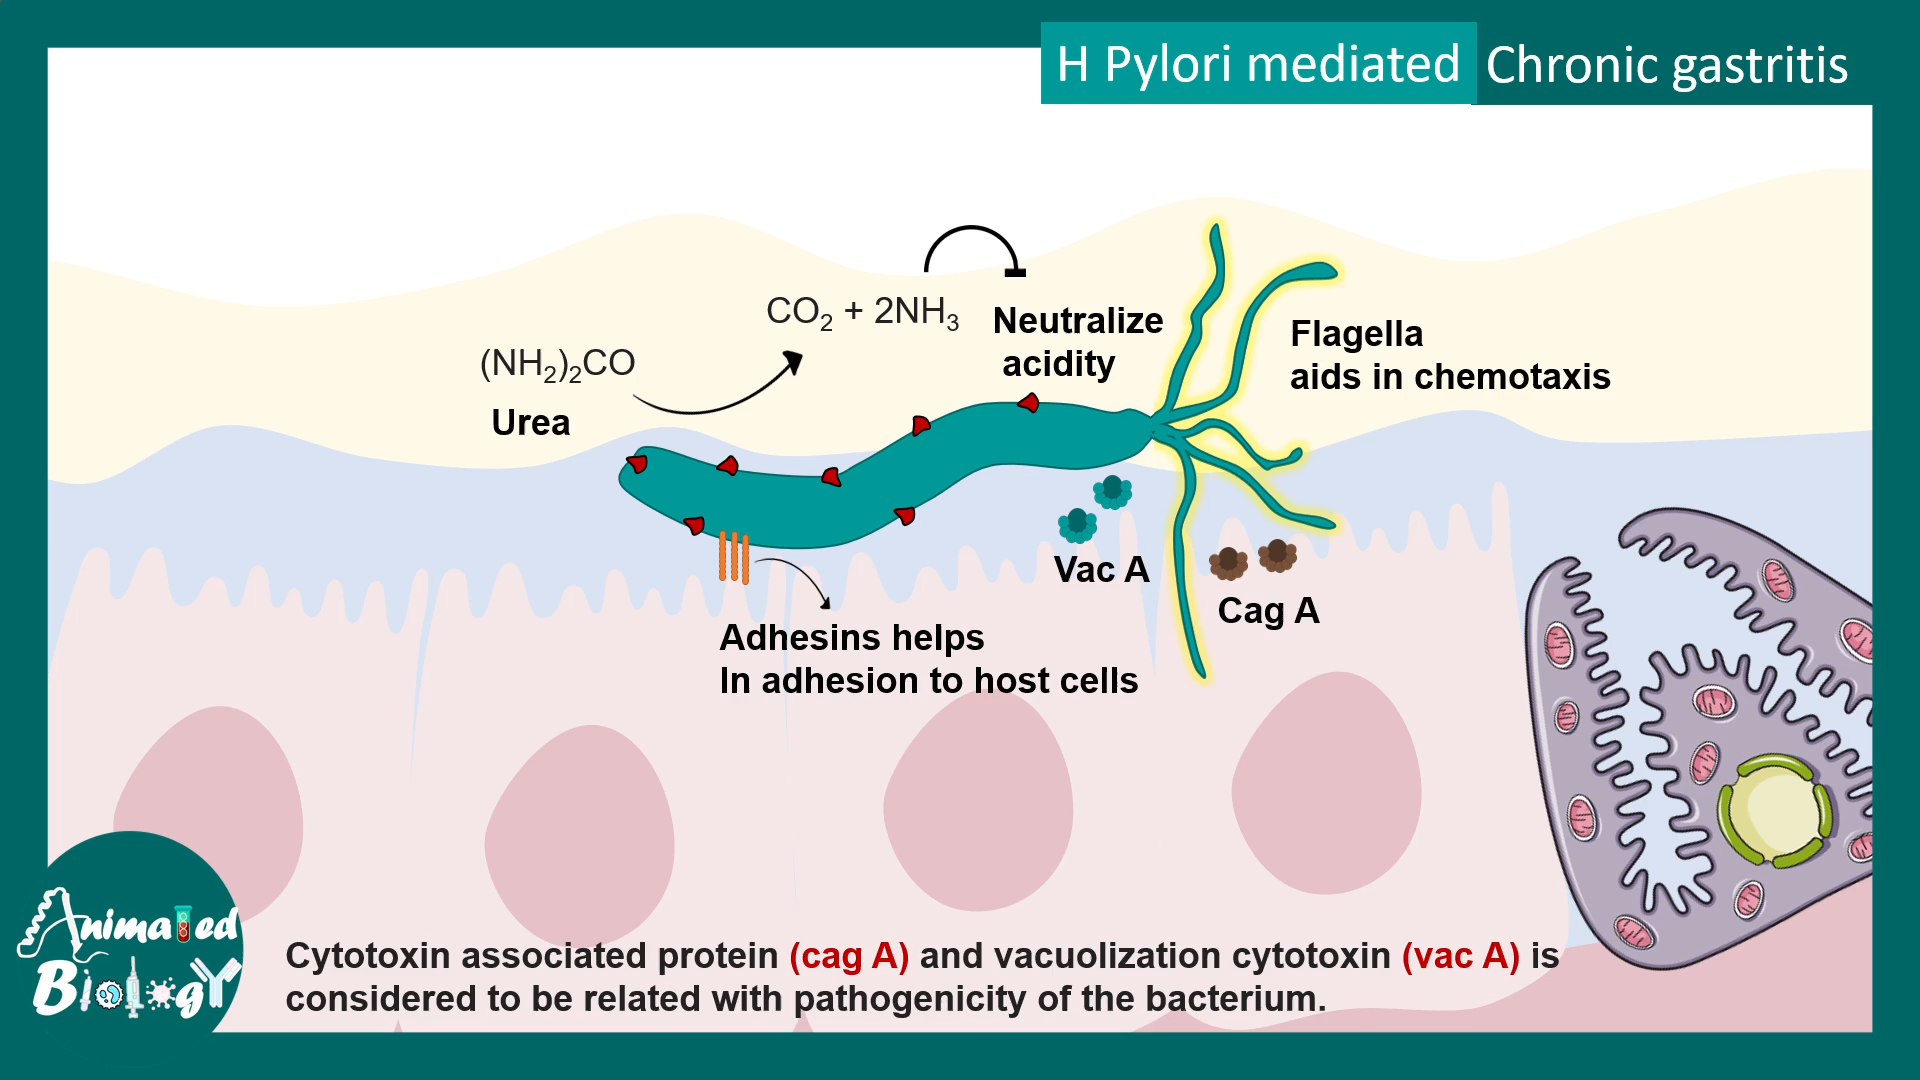 H Pylori mediated Chronic gastritis
CO₂ + 2NH₃
Neutralize
acidity
(NH₂)₂CO
Urea
Flagella
aids in chemotaxis
Vac A
Cag A
Adhesins helps
In adhesion to host cells
Animated
Biology
Cytotoxin associated protein (cag A) and vacuolization cytotoxin (vac A) is
considered to be related with pathogenicity of the bacterium.